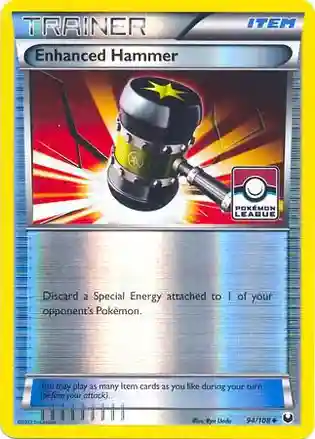 TRAINER
ITEM
Enhanced Hammer
POKÉMON
LEAGUE
Discard a Special Energy attached to 1 of your
opponent's Pokémon.
You may play as many Item cards as you like during your turn
(before your attack).
Illus. Ryo Ueda
94/108